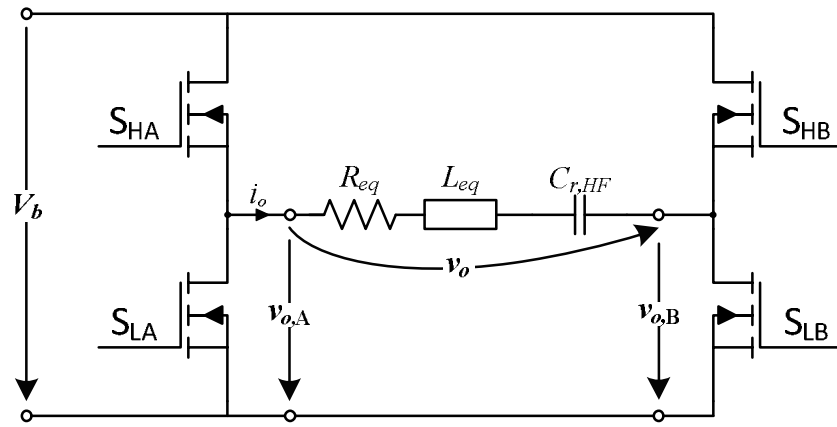 S_HA
S_HB
R_eq
L_eq
C_r,HF
i_o
V_b
v_o
v_o,A
v_o,B
S_LA
S_LB